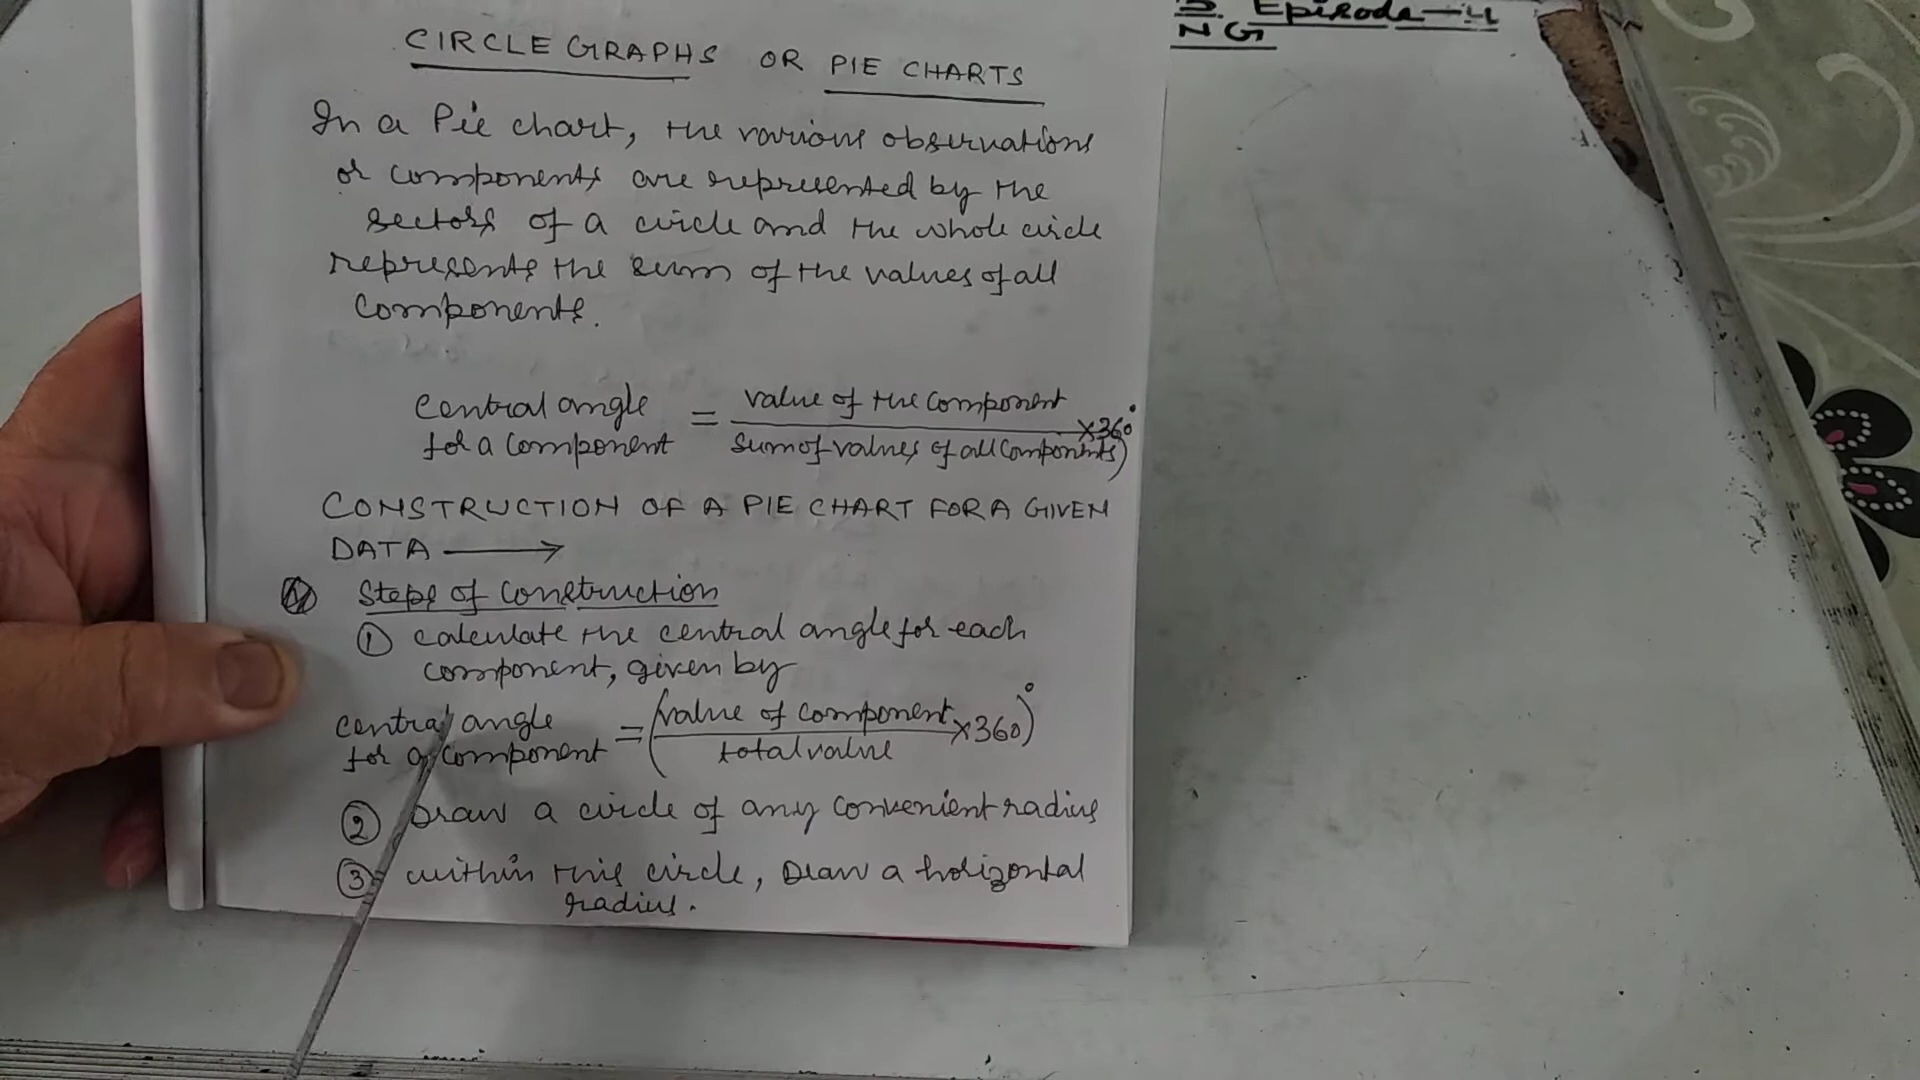 Episode-4
NG
CIRCLE GRAPHS OR PIE CHARTS
In a Pie chart, the various observations
or components are represented by the
sectors of a circle and the whole circle
represents the sum of the values of all
components.
central angle for a component = value of the component / sum of values of all components) ×360°
CONSTRUCTION OF A PIE CHART FOR A GIVEN
DATA ⟶
Steps of construction
① calculate the central angle for each
component, given by
central angle for a component = (value of component / total value ×360)°
② Draw a circle of any convenient radius
③ within this circle, Draw a horizontal
radius.